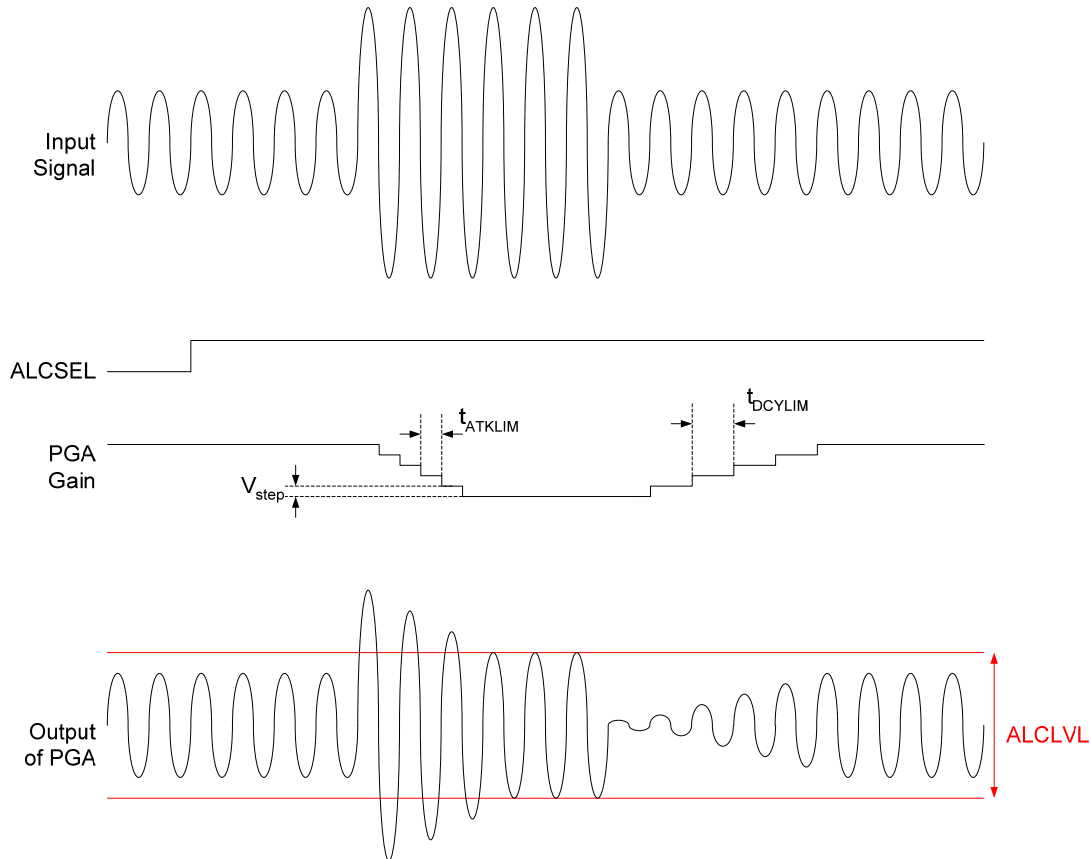 Input
Signal
ALCSEL
tATKLIM
tDCYLIM
PGA
Gain
Vstep
Output
of PGA
ALCLVL